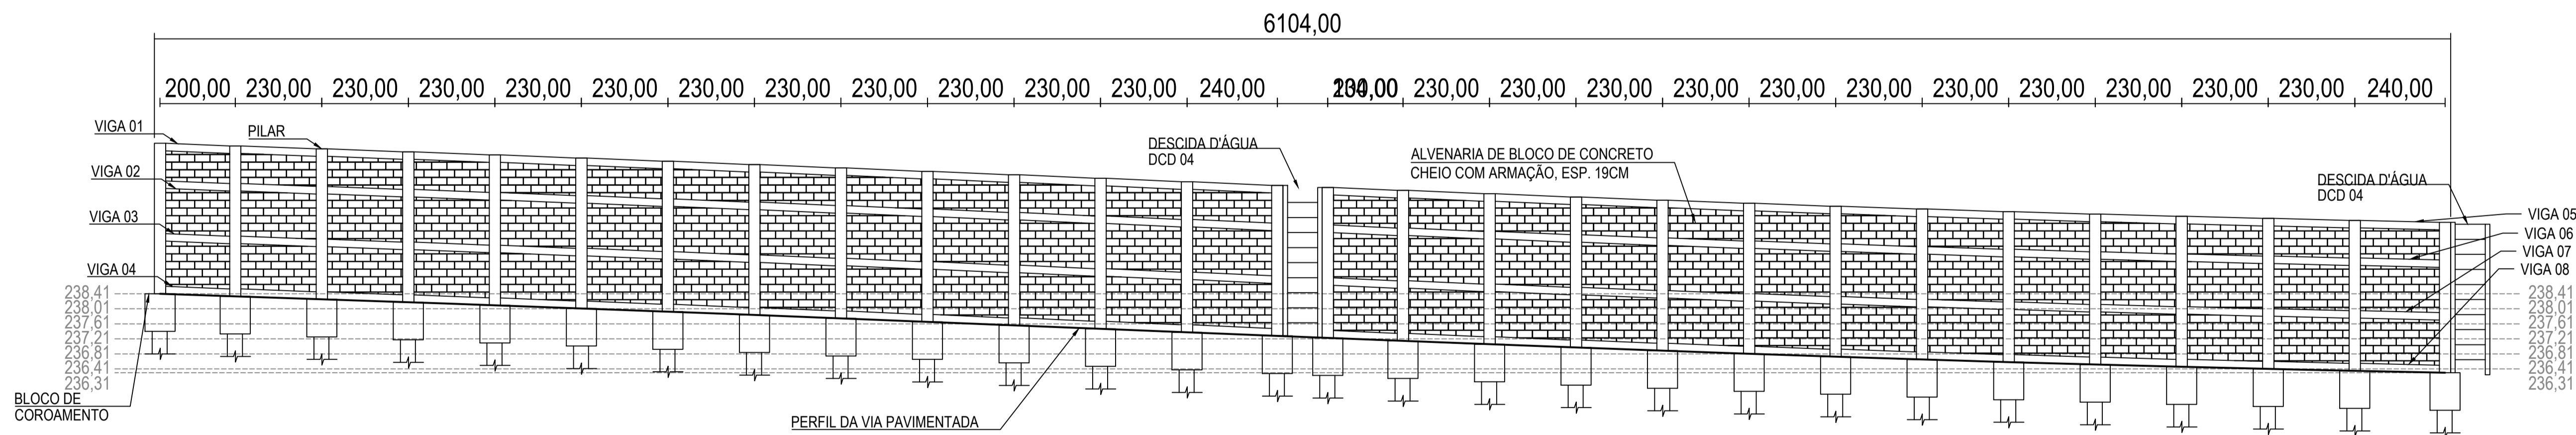 6104,00
200,00 230,00 230,00 230,00 230,00 230,00 230,00 230,00 230,00 230,00 230,00 230,00 240,00 230,00 230,00 230,00 230,00 230,00 230,00 230,00 230,00 230,00 230,00 230,00 240,00
VIGA 01
PILAR
VIGA 02
VIGA 03
VIGA 04
DESCIDA D'ÁGUA
DCD 04
ALVENARIA DE BLOCO DE CONCRETO
CHEIO COM ARMAÇÃO, ESP. 19CM
DESCIDA D'ÁGUA
DCD 04
VIGA 05
VIGA 06
VIGA 07
VIGA 08
238,41
238,01
237,61
237,21
236,81
236,41
236,31
238,41
238,01
237,61
237,21
236,81
236,41
236,31
BLOCO DE
COROAMENTO
PERFIL DA VIA PAVIMENTADA